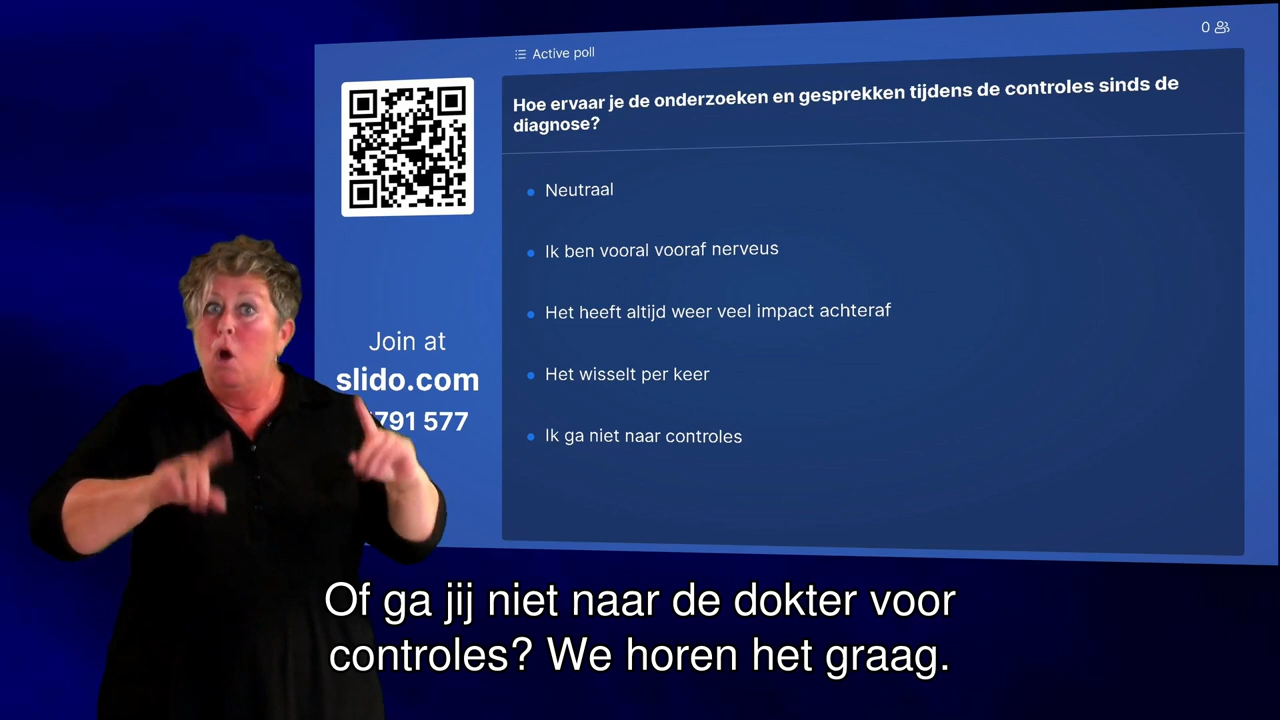 0
Active poll
Hoe ervaar je de onderzoeken en gesprekken tijdens de controles sinds de
diagnose?
Neutraal
Ik ben vooral vooraf nerveus
Het heeft altijd weer veel impact achteraf
Het wisselt per keer
Ik ga niet naar controles
Join at
slido.com
791 577
Of ga jij niet naar de dokter voor
controles? We horen het graag.